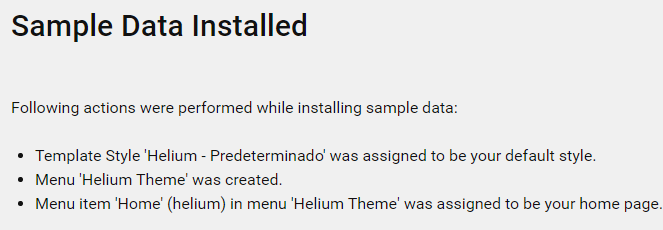 Sample Data Installed
Following actions were performed while installing sample data:
• Template Style 'Helium - Predeterminado' was assigned to be your default style.
• Menu 'Helium Theme' was created.
• Menu item 'Home' (helium) in menu 'Helium Theme' was assigned to be your home page.